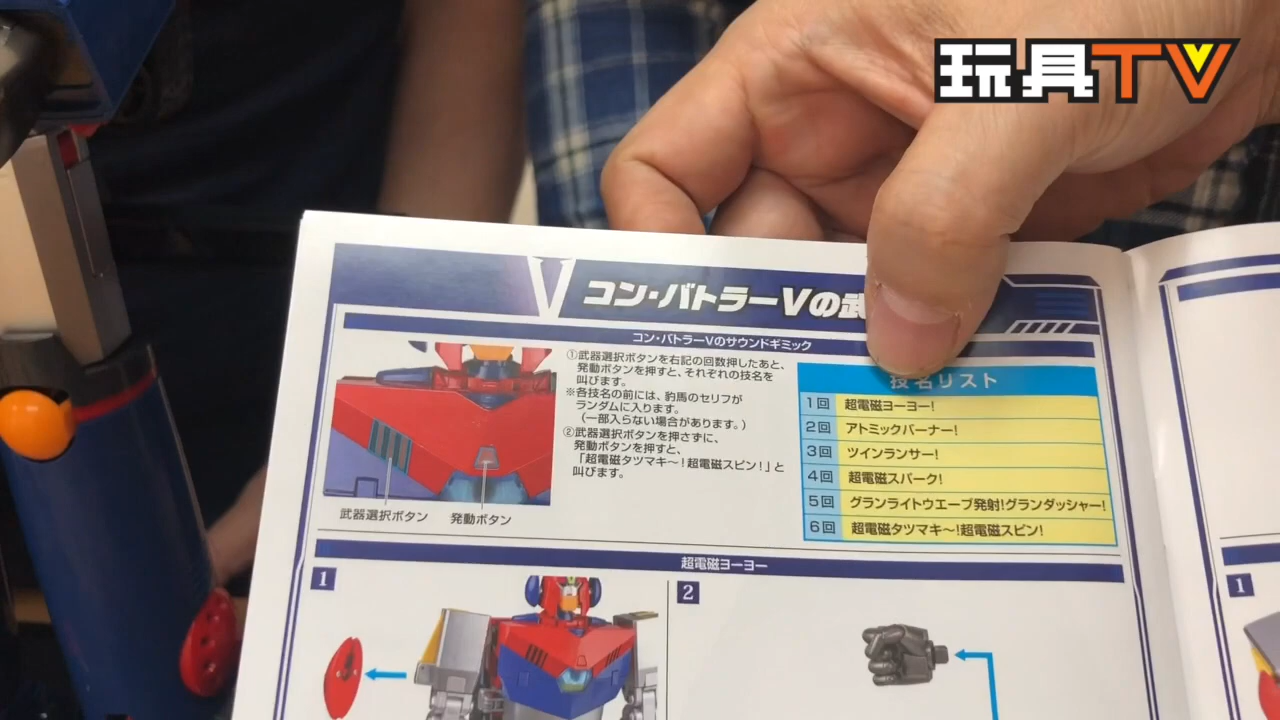 玩具TV
コン・バトラーVの武
コン・バトラーVのサウンドギミック
①武器選択ボタンを右記の回数押したあと、
発動ボタンを押すと、それぞれの技名を
叫びます。
※各技名の前には、豹馬のセリフが
ランダムに入ります。
(一部入らない場合があります。)
②武器選択ボタンを押さずに、
発動ボタンを押すと、
「超電磁タツマキ〜!超電磁スピン!」と
叫びます。
武器選択ボタン
発動ボタン
技名リスト
1回 超電磁ヨーヨー!
2回 アトミックバーナー!
3回 ツインランサー!
4回 超電磁スパーク!
5回 グランライトウエーブ発射!グランダッシャー!
6回 超電磁タツマキ〜!超電磁スピン!
超電磁ヨーヨー
1
2
1